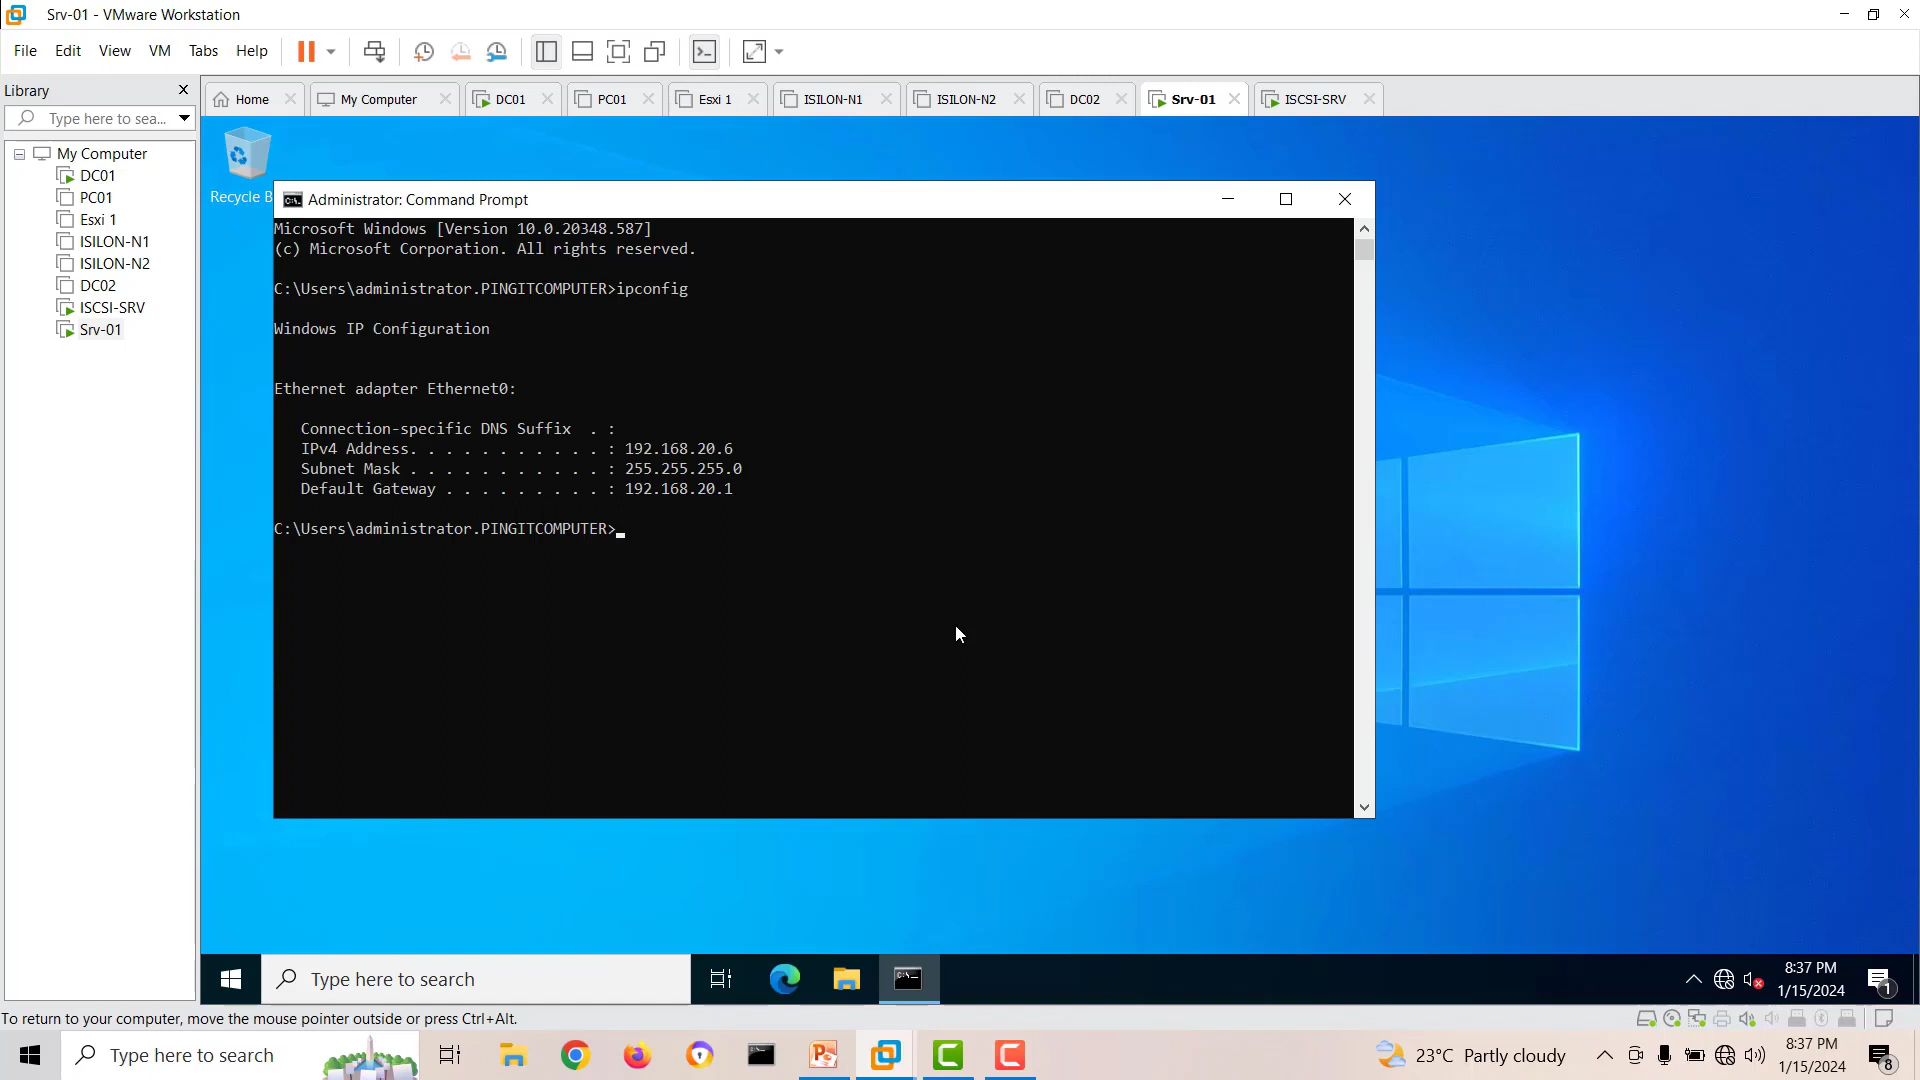 Srv-01 - VMware Workstation
File Edit View VM Tabs Help
Library
Type here to sea...
Home
My Computer
DC01
PC01
Esxi 1
ISILON-N1
ISILON-N2
DC02
Srv-01
ISCSI-SRV
My Computer
DC01
PC01
Esxi 1
ISILON-N1
ISILON-N2
DC02
ISCSI-SRV
Srv-01
Recycle B
Administrator: Command Prompt
Microsoft Windows [Version 10.0.20348.587]
(c) Microsoft Corporation. All rights reserved.
C:\Users\administrator.PINGITCOMPUTER>ipconfig
Windows IP Configuration
Ethernet adapter Ethernet0:
Connection-specific DNS Suffix . :
IPv4 Address. . . . . . . . . . . : 192.168.20.6
Subnet Mask . . . . . . . . . . . : 255.255.255.0
Default Gateway . . . . . . . . . : 192.168.20.1
C:\Users\administrator.PINGITCOMPUTER>
Type here to search
8:37 PM
1/15/2024
1
To return to your computer, move the mouse pointer outside or press Ctrl+Alt.
Type here to search
23°C Partly cloudy
8:37 PM
1/15/2024
8